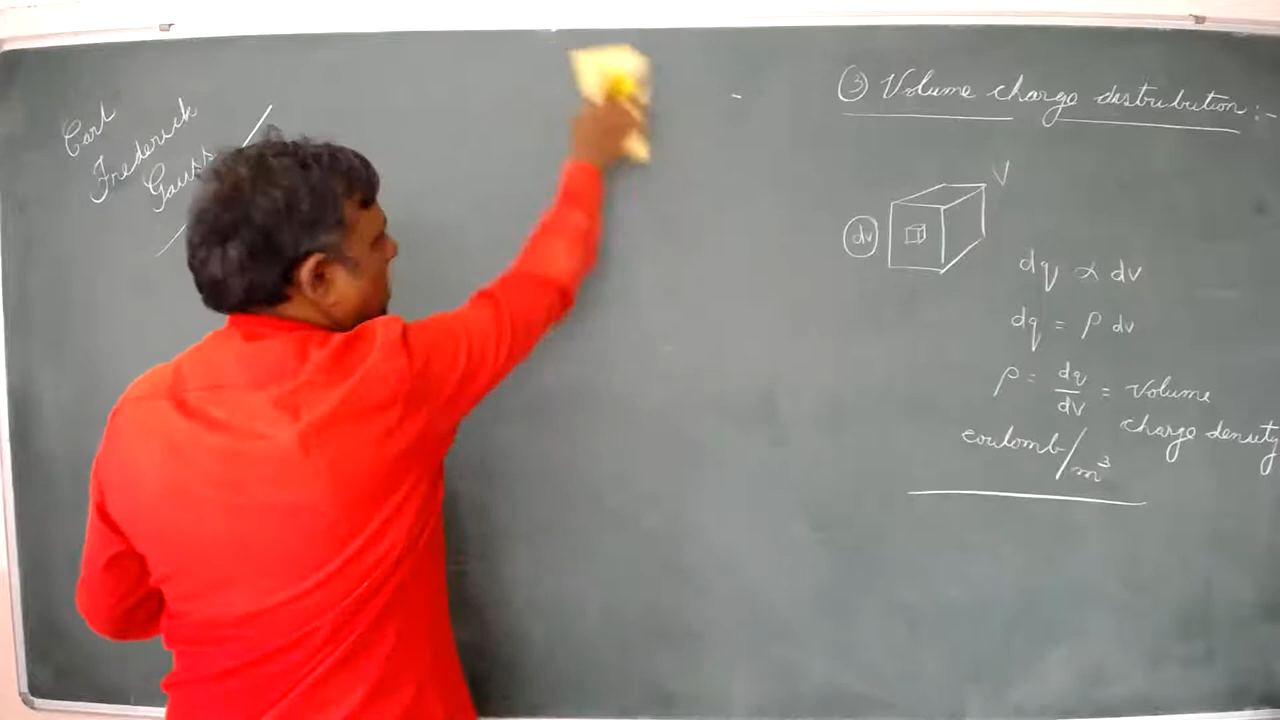 Carl
Frederick
Gauss
③ Volume charge distribution :-
V
dv
dq ∝ dv
dq = ρ dv
ρ = dq/dv = Volume
charge density
coulomb/m³